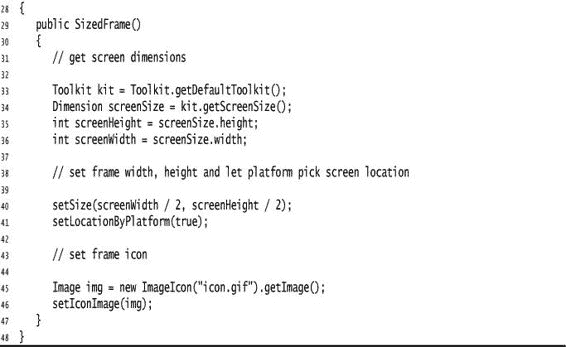 28 {
29 public SizedFrame()
30 {
31 // get screen dimensions
32
33 Toolkit kit = Toolkit.getDefaultToolkit();
34 Dimension screenSize = kit.getScreenSize();
35 int screenHeight = screenSize.height;
36 int screenWidth = screenSize.width;
37
38 // set frame width, height and let platform pick screen location
39
40 setSize(screenWidth / 2, screenHeight / 2);
41 setLocationByPlatform(true);
42
43 // set frame icon
44
45 Image img = new ImageIcon("icon.gif").getImage();
46 setIconImage(img);
47 }
48 }